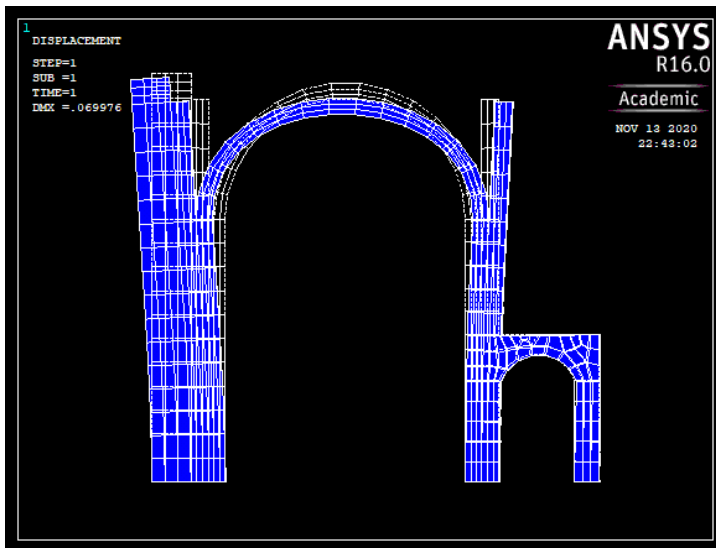 1
DISPLACEMENT
STEP=1
SUB =1
TIME=1
DMX =.069976
ANSYS
R16.0
Academic
NOV 13 2020
22:43:02